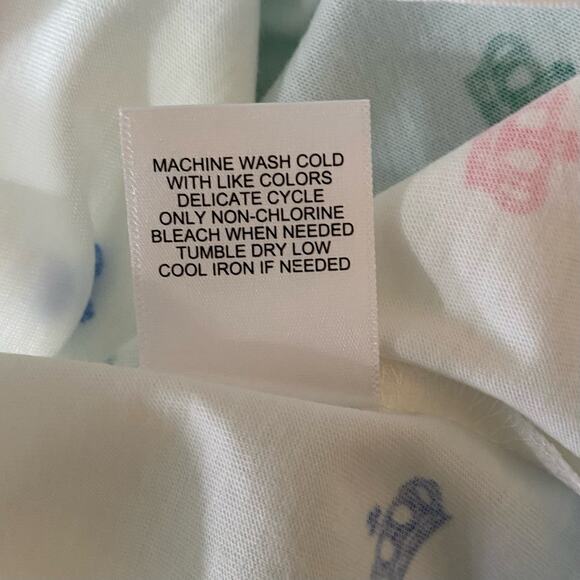 MACHINE WASH COLD
WITH LIKE COLORS
DELICATE CYCLE
ONLY NON-CHLORINE
BLEACH WHEN NEEDED
TUMBLE DRY LOW
COOL IRON IF NEEDED